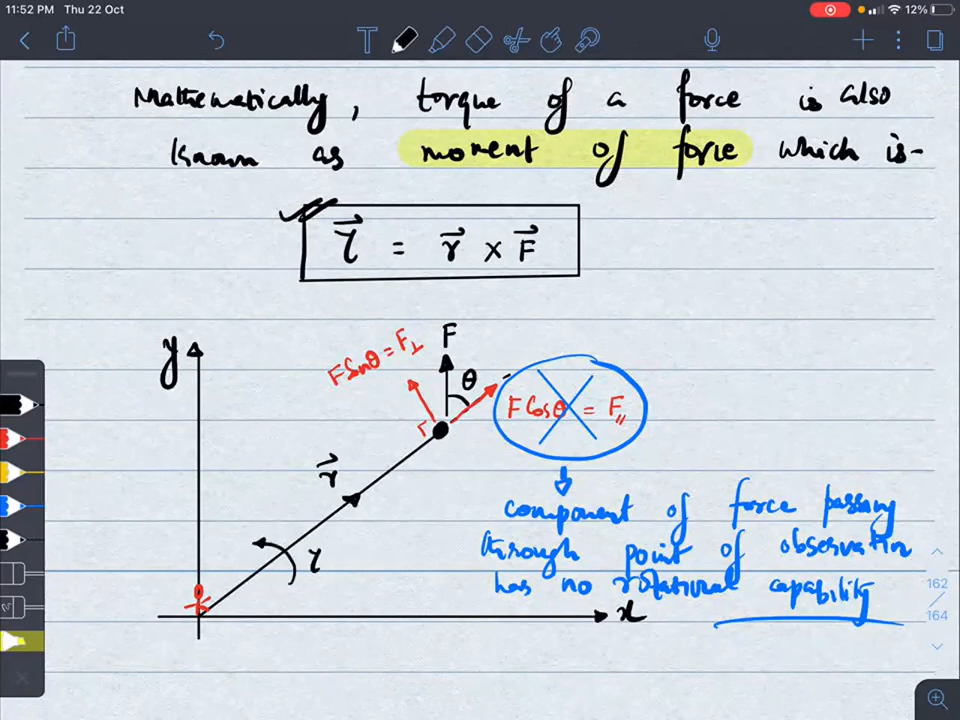 11:52 PM Thu 22 Oct 12%
T
Mathematically, torque of a force is also
known as moment of force which is-
τ⃗ = r⃗ × F⃗
y
F
F Sinθ = F⊥
θ
F Cosθ = F∥
r⃗
τ
x
component of force passing
through point of observation
has no rotational capability
162
/
164